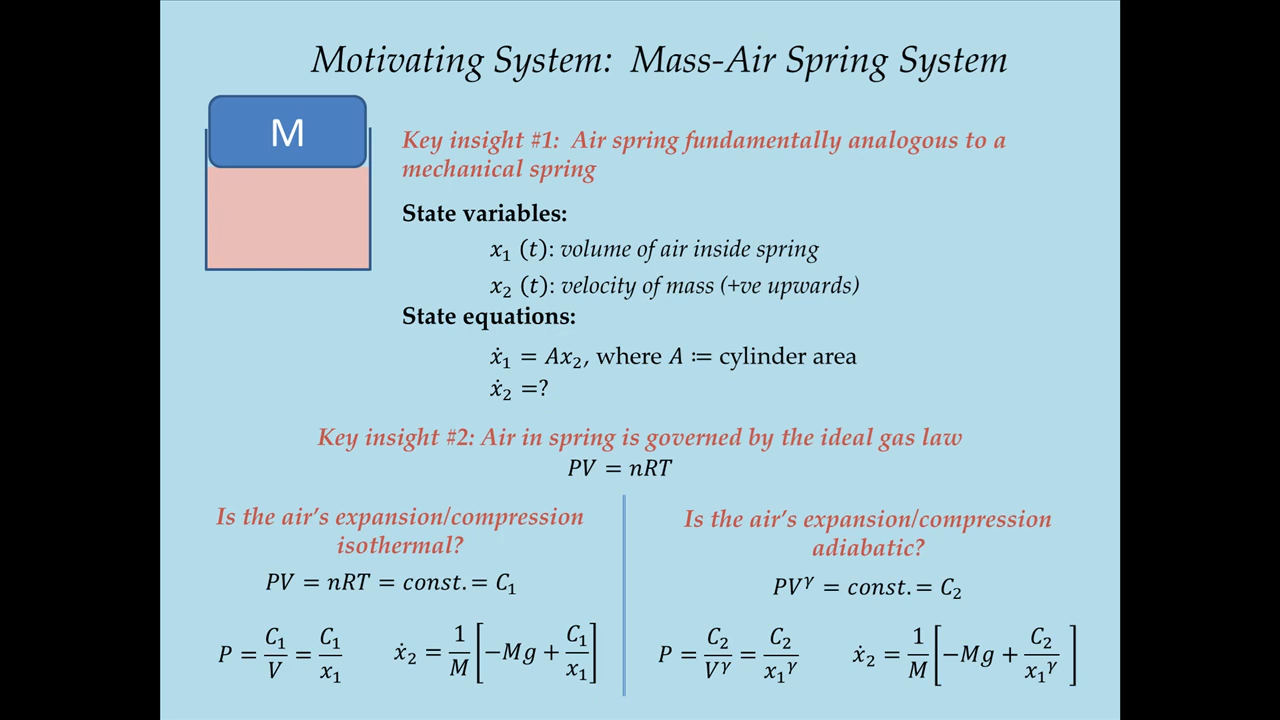 Motivating System: Mass-Air Spring System
M
Key insight #1: Air spring fundamentally analogous to a
mechanical spring
State variables:
x₁ (t): volume of air inside spring
x₂ (t): velocity of mass (+ve upwards)
State equations:
ẋ₁ = Ax₂, where A ≔ cylinder area
ẋ₂ =?
Key insight #2: Air in spring is governed by the ideal gas law
PV = nRT
Is the air's expansion/compression
isothermal?
PV = nRT = const. = C₁
P = C₁/V = C₁/x₁
ẋ₂ = 1/M [−Mg + C₁/x₁]
Is the air's expansion/compression
adiabatic?
PVᵞ = const. = C₂
P = C₂/Vᵞ = C₂/x₁ᵞ
ẋ₂ = 1/M [−Mg + C₂/x₁ᵞ]